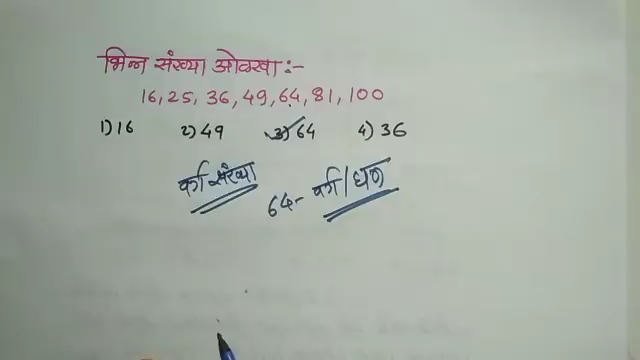 भिन्न संख्या ओळखा :-
16, 25, 36, 49, 64, 81, 100
1) 16 2) 49 3) 64 4) 36
वर्ग संख्या
64 - वर्ग / घन